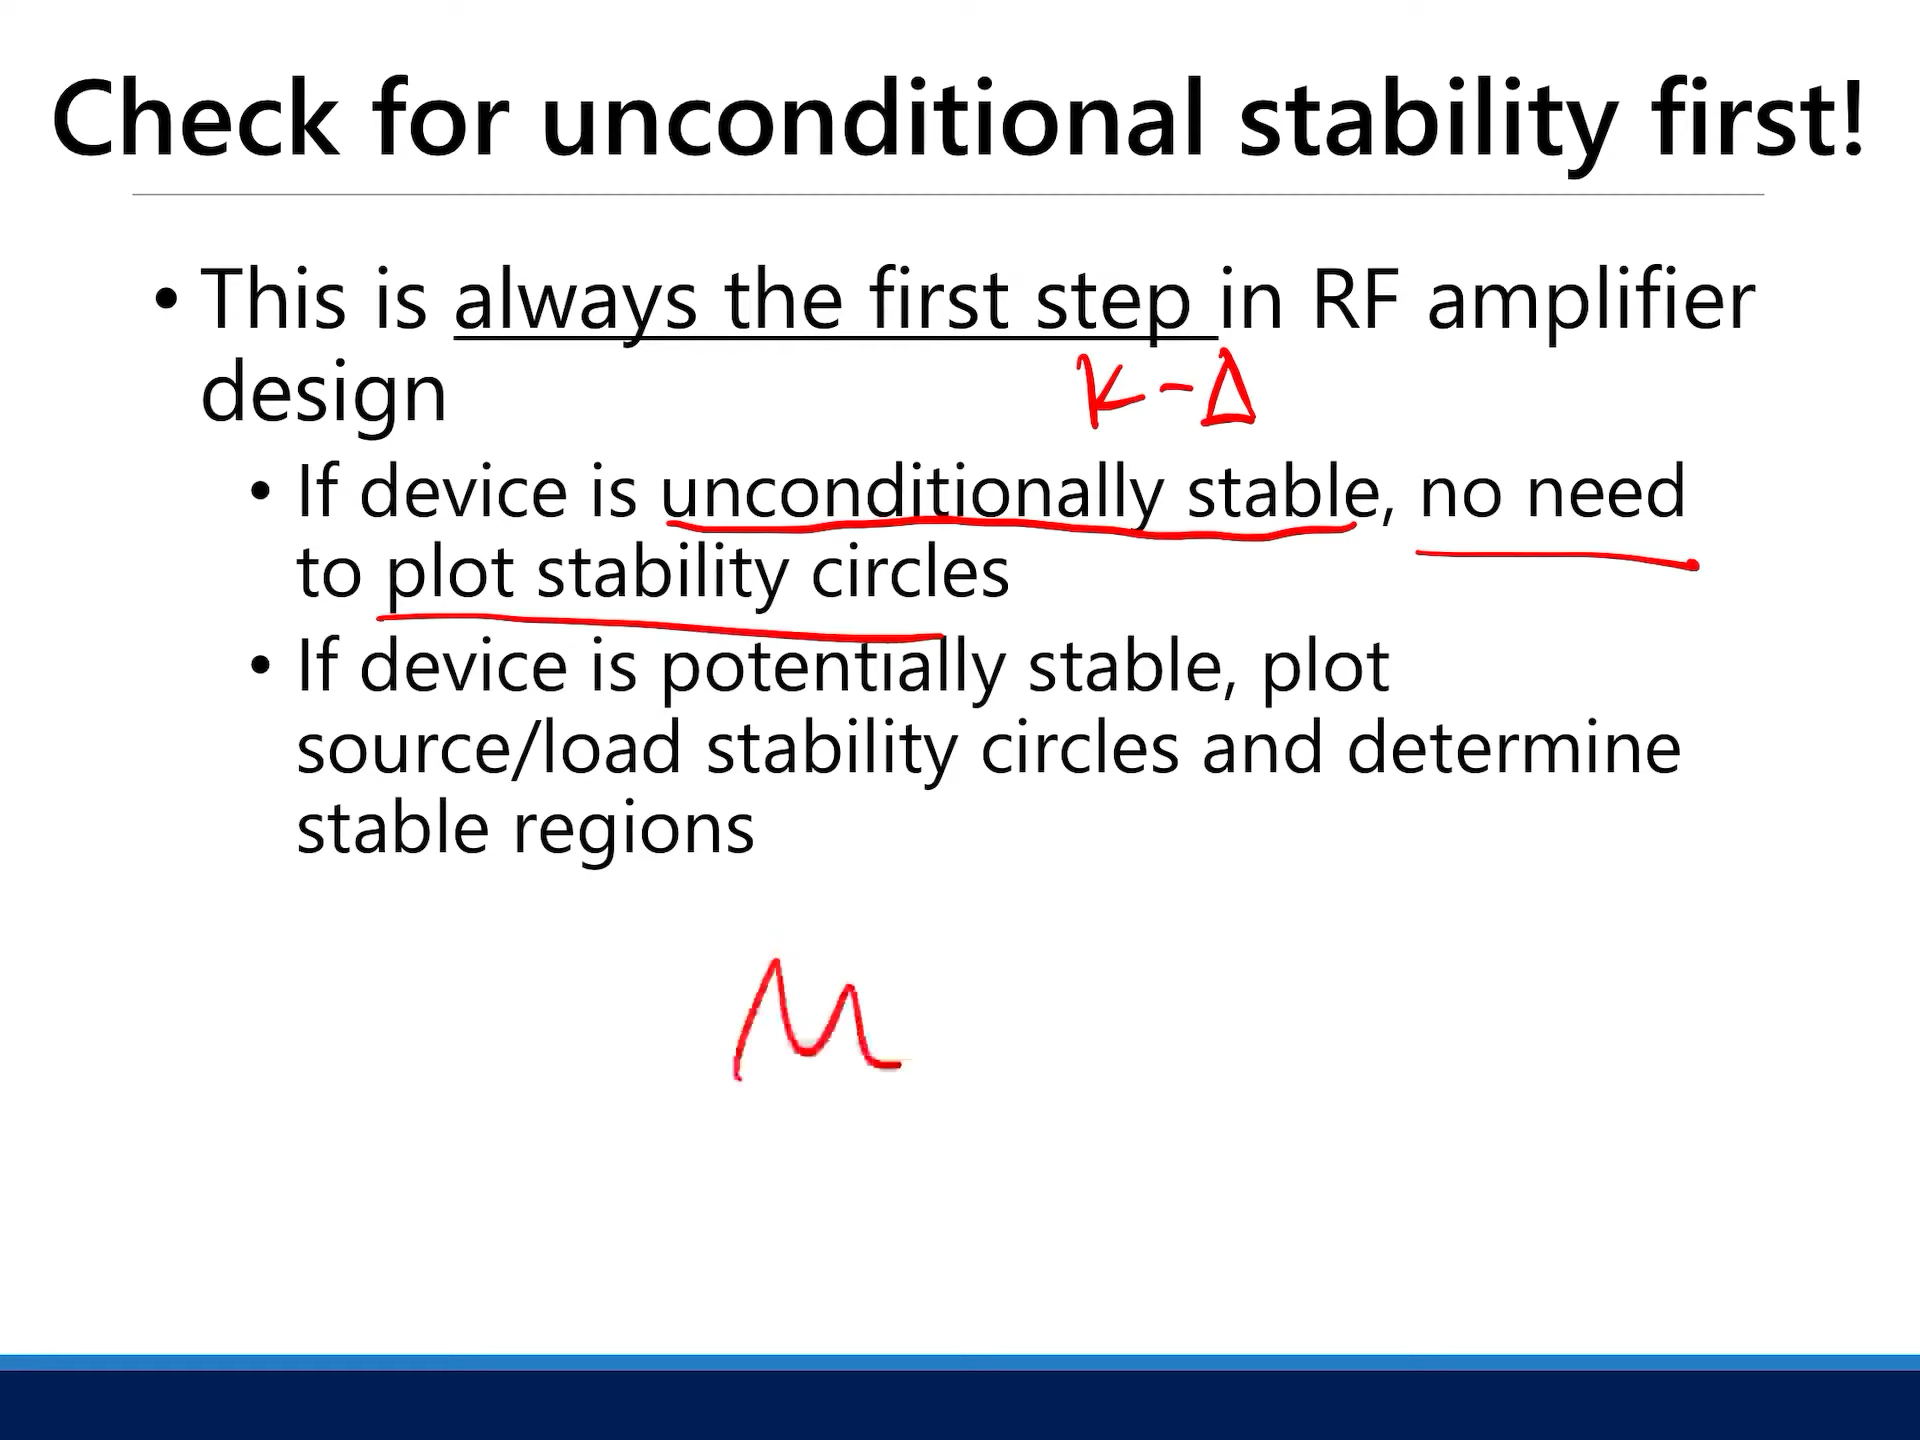 Check for unconditional stability first!
• This is always the first step in RF amplifier
design
K-Δ
• If device is unconditionally stable, no need
to plot stability circles
• If device is potentially stable, plot
source/load stability circles and determine
stable regions
μ